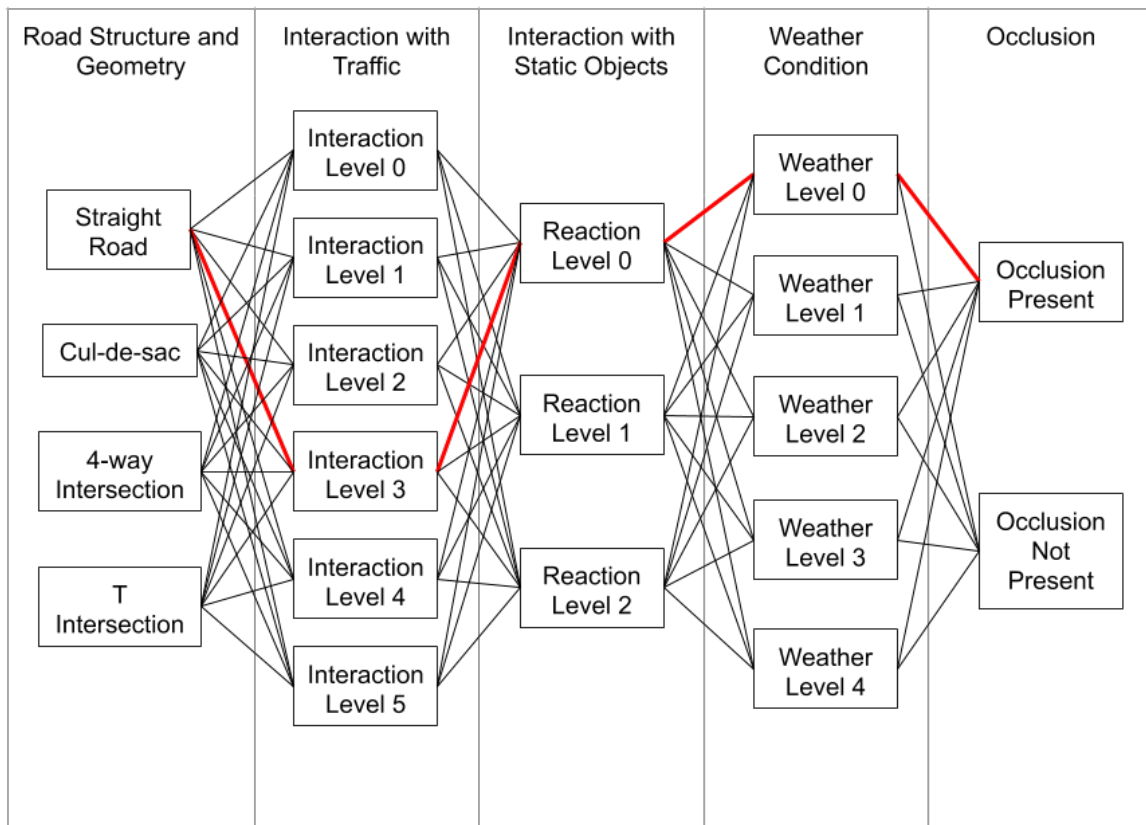 Road Structure and
Geometry
Interaction with
Traffic
Interaction with
Static Objects
Weather
Condition
Occlusion
Straight
Road
Cul-de-sac
4-way
Intersection
T
Intersection
Interaction
Level 0
Interaction
Level 1
Interaction
Level 2
Interaction
Level 3
Interaction
Level 4
Interaction
Level 5
Reaction
Level 0
Reaction
Level 1
Reaction
Level 2
Weather
Level 0
Weather
Level 1
Weather
Level 2
Weather
Level 3
Weather
Level 4
Occlusion
Present
Occlusion
Not
Present